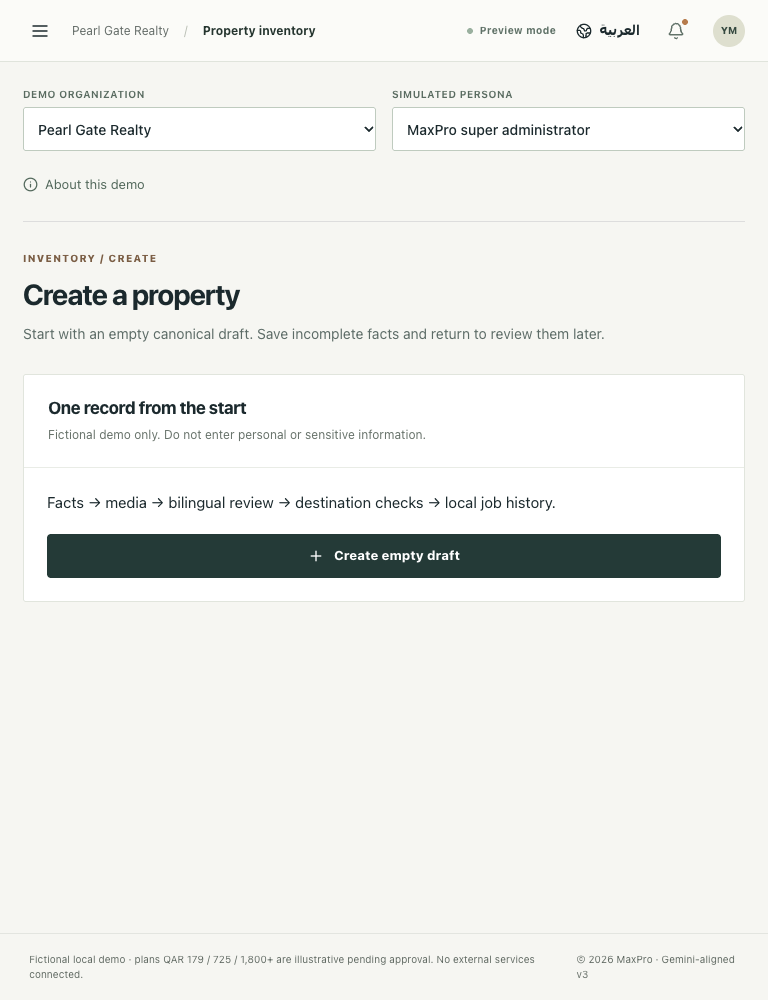 Pearl Gate Realty / Property inventory
Preview mode
العربية
YM
DEMO ORGANIZATION
SIMULATED PERSONA
Pearl Gate Realty
MaxPro super administrator
About this demo
INVENTORY / CREATE
Create a property
Start with an empty canonical draft. Save incomplete facts and return to review them later.
One record from the start
Fictional demo only. Do not enter personal or sensitive information.
Facts → media → bilingual review → destination checks → local job history.
Create empty draft
Fictional local demo · plans QAR 179 / 725 / 1,800+ are illustrative pending approval. No external services
connected.
© 2026 MaxPro · Gemini-aligned
v3